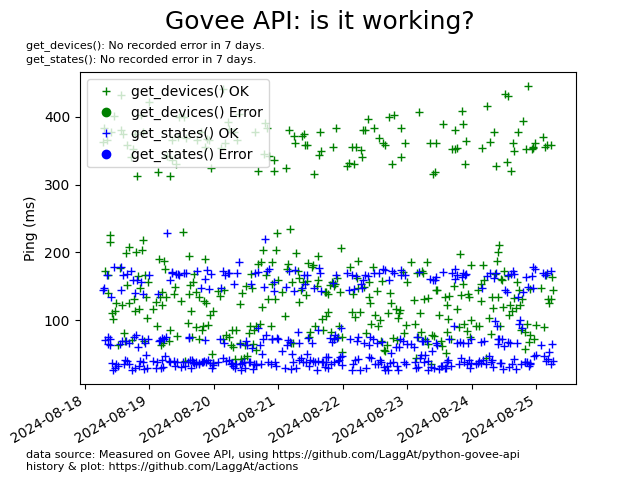 Govee API: is it working?
get_devices(): No recorded error in 7 days.
get_states(): No recorded error in 7 days.
get_devices() OK
get_devices() Error
get_states() OK
get_states() Error
Ping (ms)
400
300
200
100
2024-08-18
2024-08-19
2024-08-20
2024-08-21
2024-08-22
2024-08-23
2024-08-24
2024-08-25
data source: Measured on Govee API, using https://github.com/LaggAt/python-govee-api
history & plot: https://github.com/LaggAt/actions